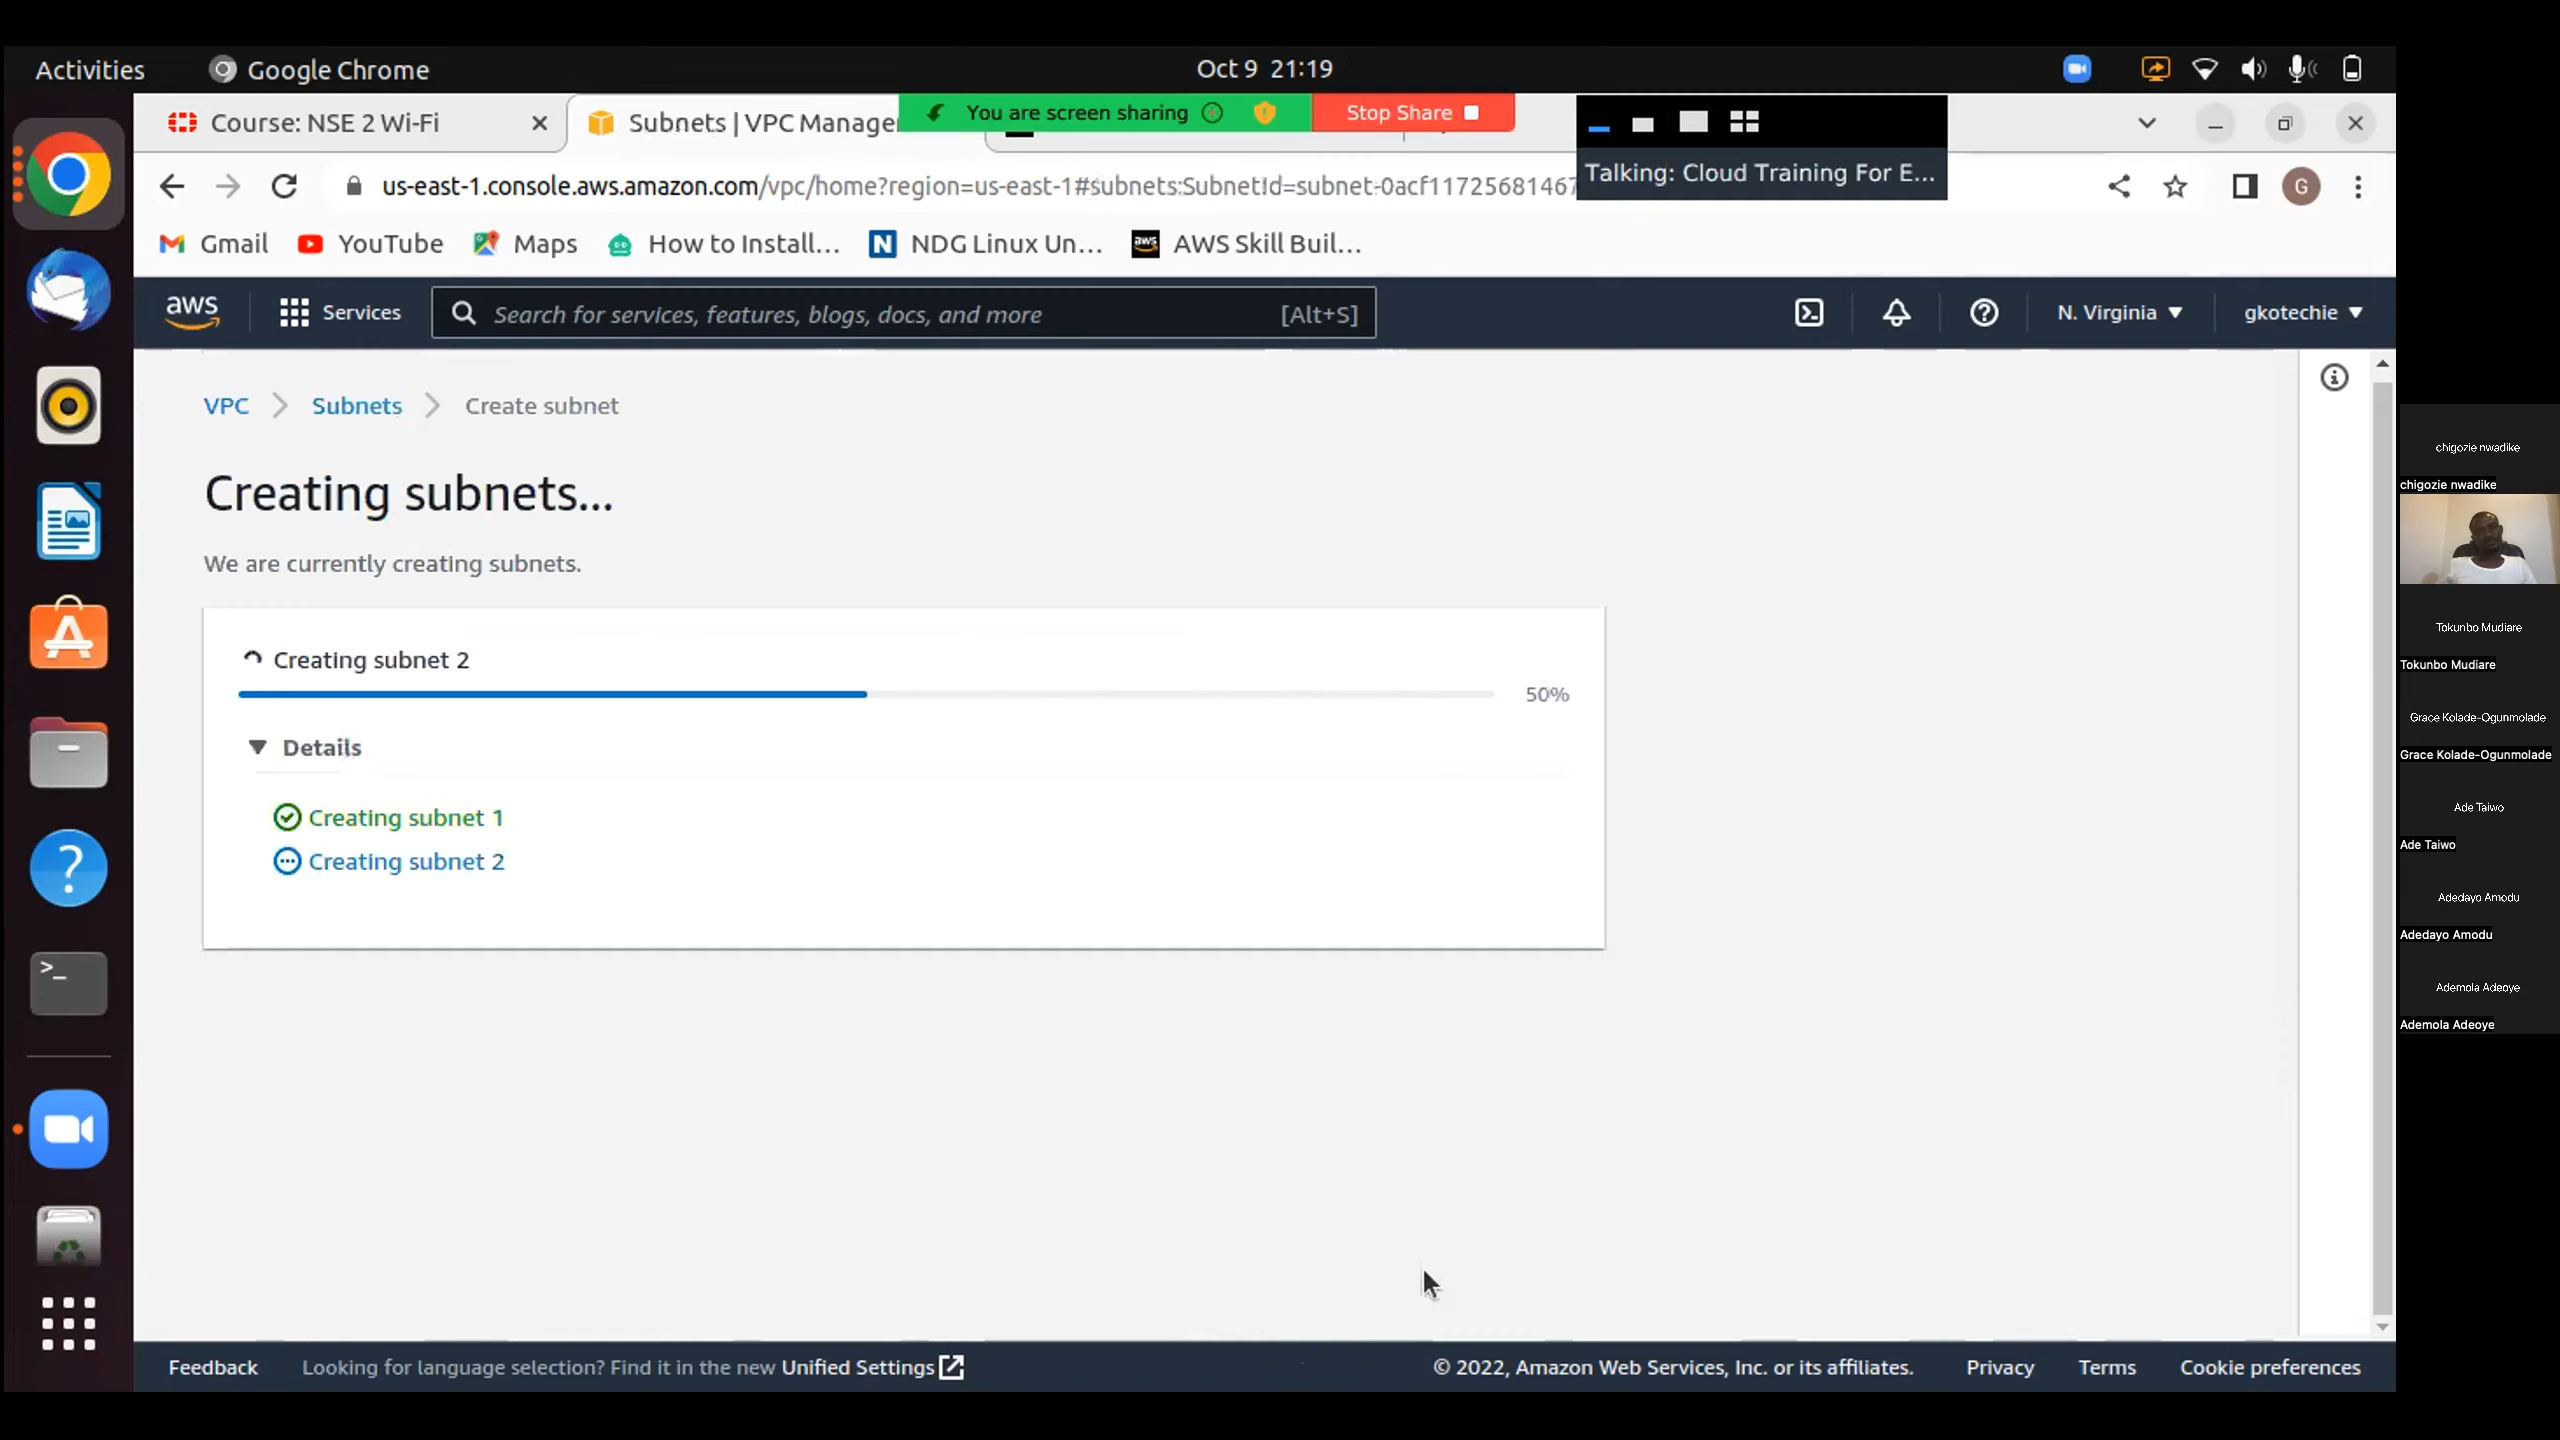 Activities
Google Chrome
Oct 9 21:19
Course: NSE 2 Wi-Fi
Subnets | VPC Manage
You are screen sharing
Stop Share
Talking: Cloud Training For E...
us-east-1.console.aws.amazon.com/vpc/home?region=us-east-1#subnets:SubnetId=subnet-0acf1172568146
G
Gmail
YouTube
Maps
How to Install...
NDG Linux Un...
aws
AWS Skill Buil...
aws
Services
Search for services, features, blogs, docs, and more
[Alt+S]
N. Virginia
gkotechie
VPC
Subnets
Create subnet
Creating subnets...
We are currently creating subnets.
Creating subnet 2
50%
Details
Creating subnet 1
Creating subnet 2
chigozie nwadike
chigozie nwadike
Tokunbo Mudiare
Tokunbo Mudiare
Grace Kolade-Ogunmolade
Grace Kolade-Ogunmolade
Ade Taiwo
Ade Taiwo
Adedayo Amodu
Adedayo Amodu
Ademola Adeoye
Ademola Adeoye
Feedback
Looking for language selection? Find it in the new Unified Settings
© 2022, Amazon Web Services, Inc. or its affiliates.
Privacy
Terms
Cookie preferences